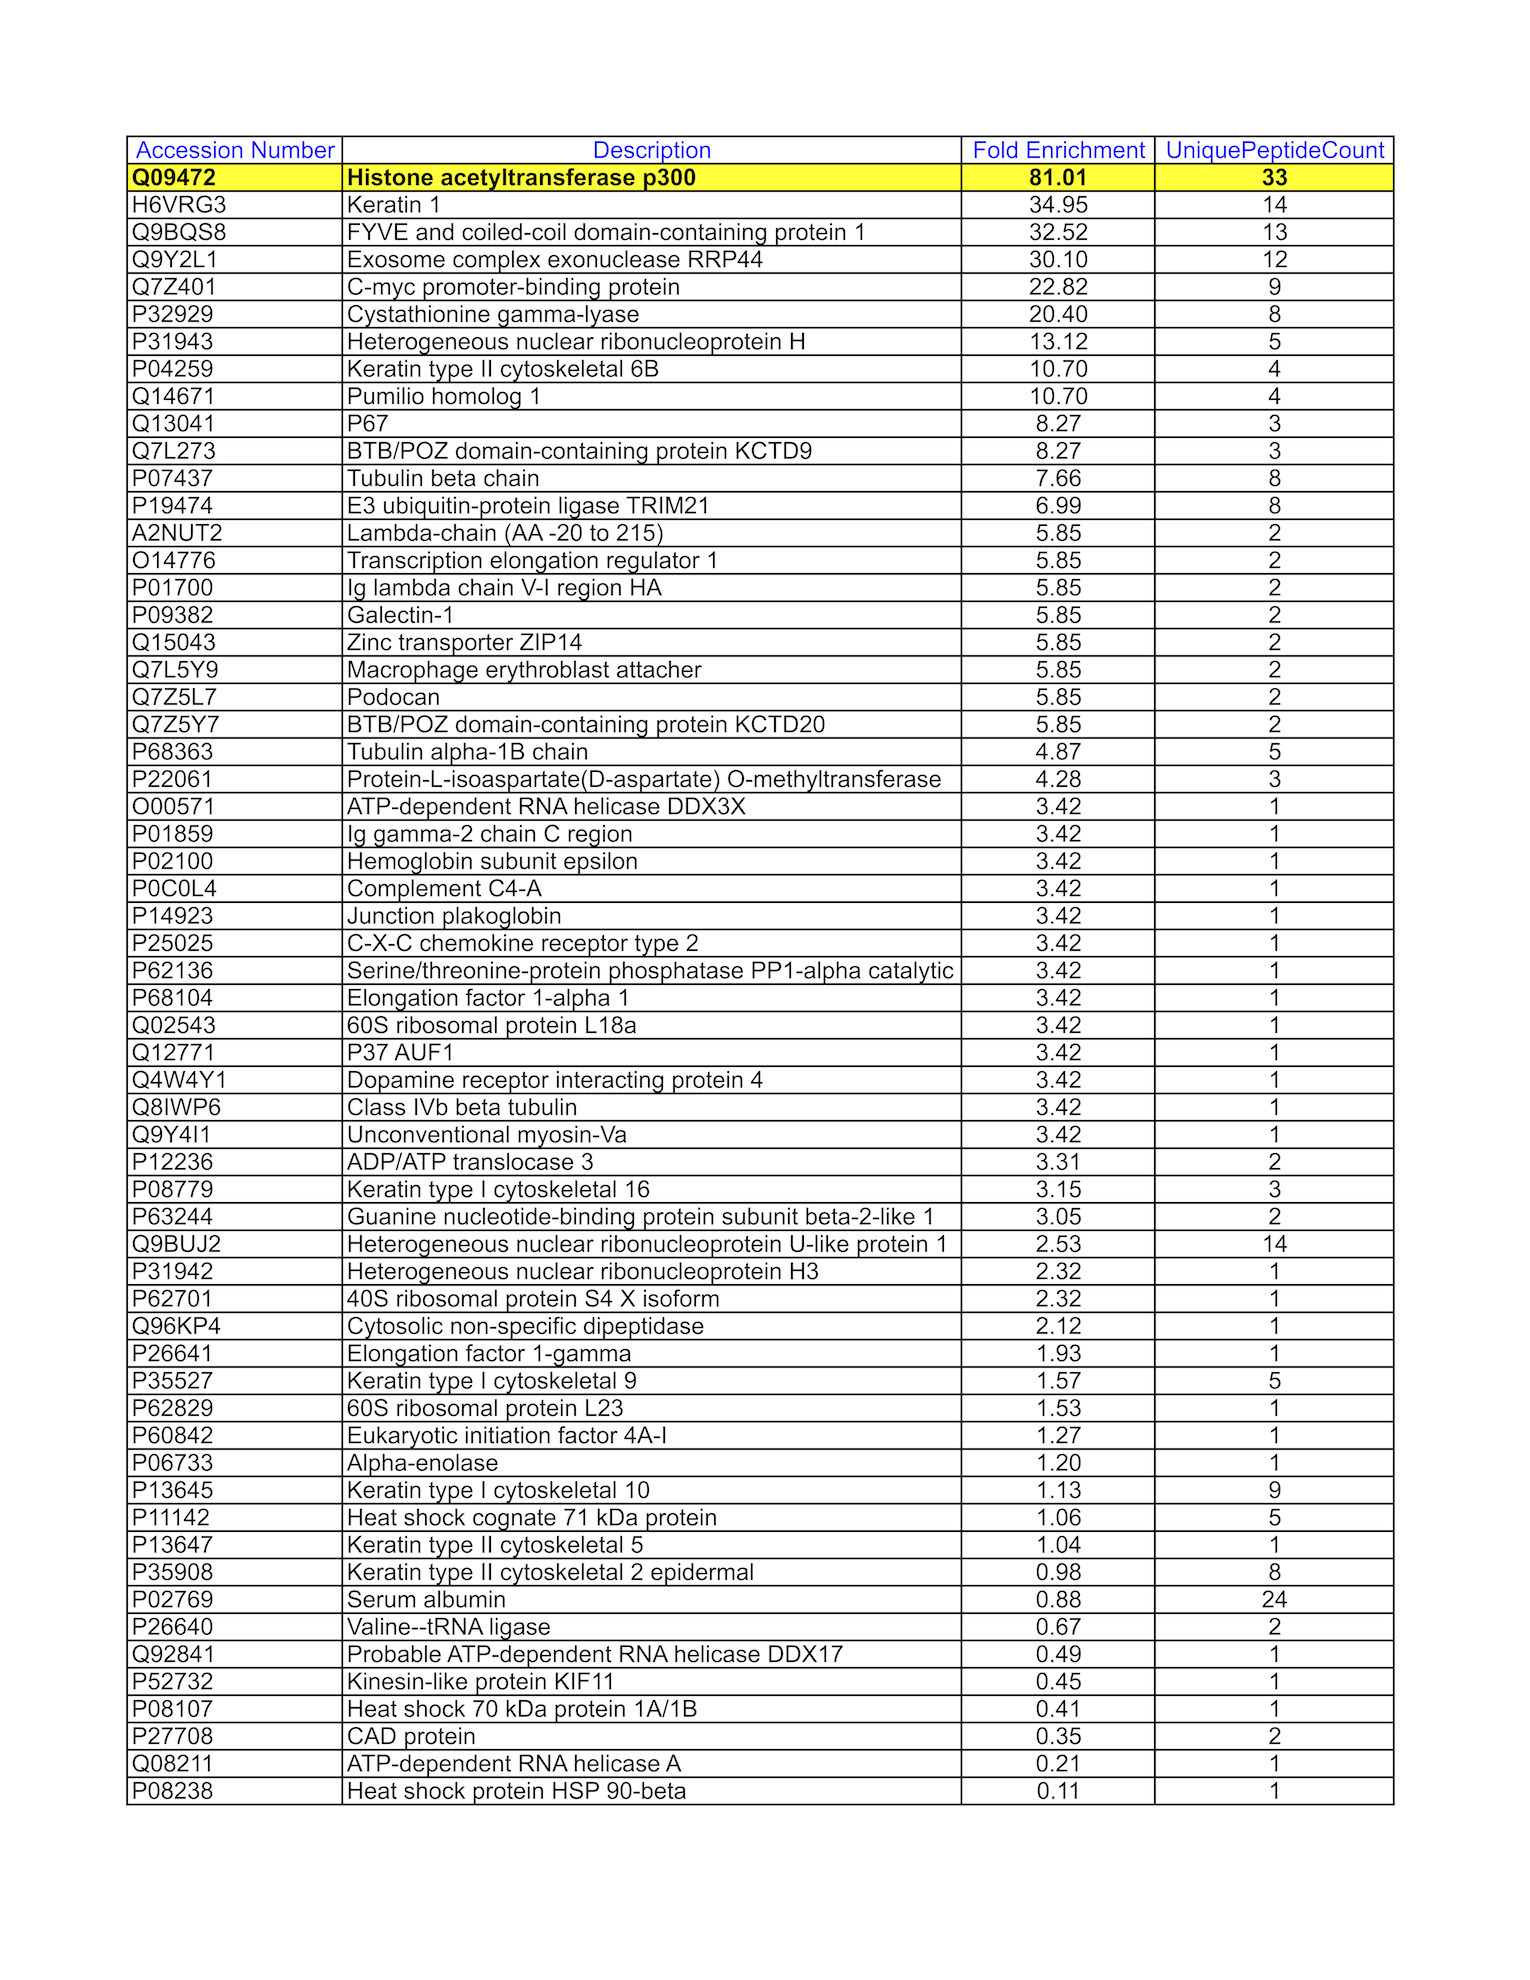 Accession Number Description Fold Enrichment UniquePeptideCount
Q09472 Histone acetyltransferase p300 81.01 33
H6VRG3 Keratin 1 34.95 14
Q9BQS8 FYVE and coiled-coil domain-containing protein 1 32.52 13
Q9Y2L1 Exosome complex exonuclease RRP44 30.10 12
Q7Z401 C-myc promoter-binding protein 22.82 9
P32929 Cystathionine gamma-lyase 20.40 8
P31943 Heterogeneous nuclear ribonucleoprotein H 13.12 5
P04259 Keratin type II cytoskeletal 6B 10.70 4
Q14671 Pumilio homolog 1 10.70 4
Q13041 P67 8.27 3
Q7L273 BTB/POZ domain-containing protein KCTD9 8.27 3
P07437 Tubulin beta chain 7.66 8
P19474 E3 ubiquitin-protein ligase TRIM21 6.99 8
A2NUT2 Lambda-chain (AA -20 to 215) 5.85 2
O14776 Transcription elongation regulator 1 5.85 2
P01700 Ig lambda chain V-I region HA 5.85 2
P09382 Galectin-1 5.85 2
Q15043 Zinc transporter ZIP14 5.85 2
Q7L5Y9 Macrophage erythroblast attacher 5.85 2
Q7Z5L7 Podocan 5.85 2
Q7Z5Y7 BTB/POZ domain-containing protein KCTD20 5.85 2
P68363 Tubulin alpha-1B chain 4.87 5
P22061 Protein-L-isoaspartate(D-aspartate) O-methyltransferase 4.28 3
O00571 ATP-dependent RNA helicase DDX3X 3.42 1
P01859 Ig gamma-2 chain C region 3.42 1
P02100 Hemoglobin subunit epsilon 3.42 1
P0C0L4 Complement C4-A 3.42 1
P14923 Junction plakoglobin 3.42 1
P25025 C-X-C chemokine receptor type 2 3.42 1
P62136 Serine/threonine-protein phosphatase PP1-alpha catalytic 3.42 1
P68104 Elongation factor 1-alpha 1 3.42 1
Q02543 60S ribosomal protein L18a 3.42 1
Q12771 P37 AUF1 3.42 1
Q4W4Y1 Dopamine receptor interacting protein 4 3.42 1
Q8IWP6 Class IVb beta tubulin 3.42 1
Q9Y4I1 Unconventional myosin-Va 3.42 1
P12236 ADP/ATP translocase 3 3.31 2
P08779 Keratin type I cytoskeletal 16 3.15 3
P63244 Guanine nucleotide-binding protein subunit beta-2-like 1 3.05 2
Q9BUJ2 Heterogeneous nuclear ribonucleoprotein U-like protein 1 2.53 14
P31942 Heterogeneous nuclear ribonucleoprotein H3 2.32 1
P62701 40S ribosomal protein S4 X isoform 2.32 1
Q96KP4 Cytosolic non-specific dipeptidase 2.12 1
P26641 Elongation factor 1-gamma 1.93 1
P35527 Keratin type I cytoskeletal 9 1.57 5
P62829 60S ribosomal protein L23 1.53 1
P60842 Eukaryotic initiation factor 4A-I 1.27 1
P06733 Alpha-enolase 1.20 1
P13645 Keratin type I cytoskeletal 10 1.13 9
P11142 Heat shock cognate 71 kDa protein 1.06 5
P13647 Keratin type II cytoskeletal 5 1.04 1
P35908 Keratin type II cytoskeletal 2 epidermal 0.98 8
P02769 Serum albumin 0.88 24
P26640 Valine--tRNA ligase 0.67 2
Q92841 Probable ATP-dependent RNA helicase DDX17 0.49 1
P52732 Kinesin-like protein KIF11 0.45 1
P08107 Heat shock 70 kDa protein 1A/1B 0.41 1
P27708 CAD protein 0.35 2
Q08211 ATP-dependent RNA helicase A 0.21 1
P08238 Heat shock protein HSP 90-beta 0.11 1